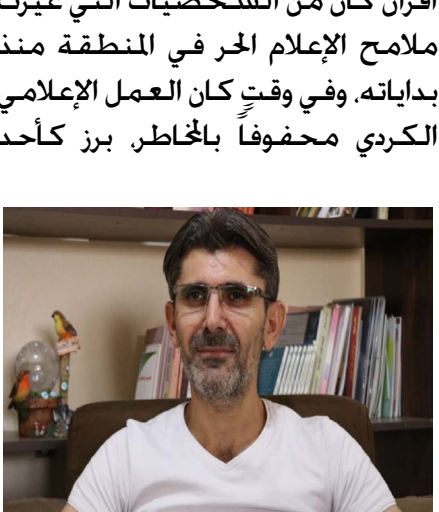 أقران كان من الشخصيات التي غيرت
ملامح الإعلام الحر في المنطقة منذ
بداياته، وفي وقتٍ كان العمل الإعلامي
الكردي محفوفاً بالمخاطر، برز كأحد